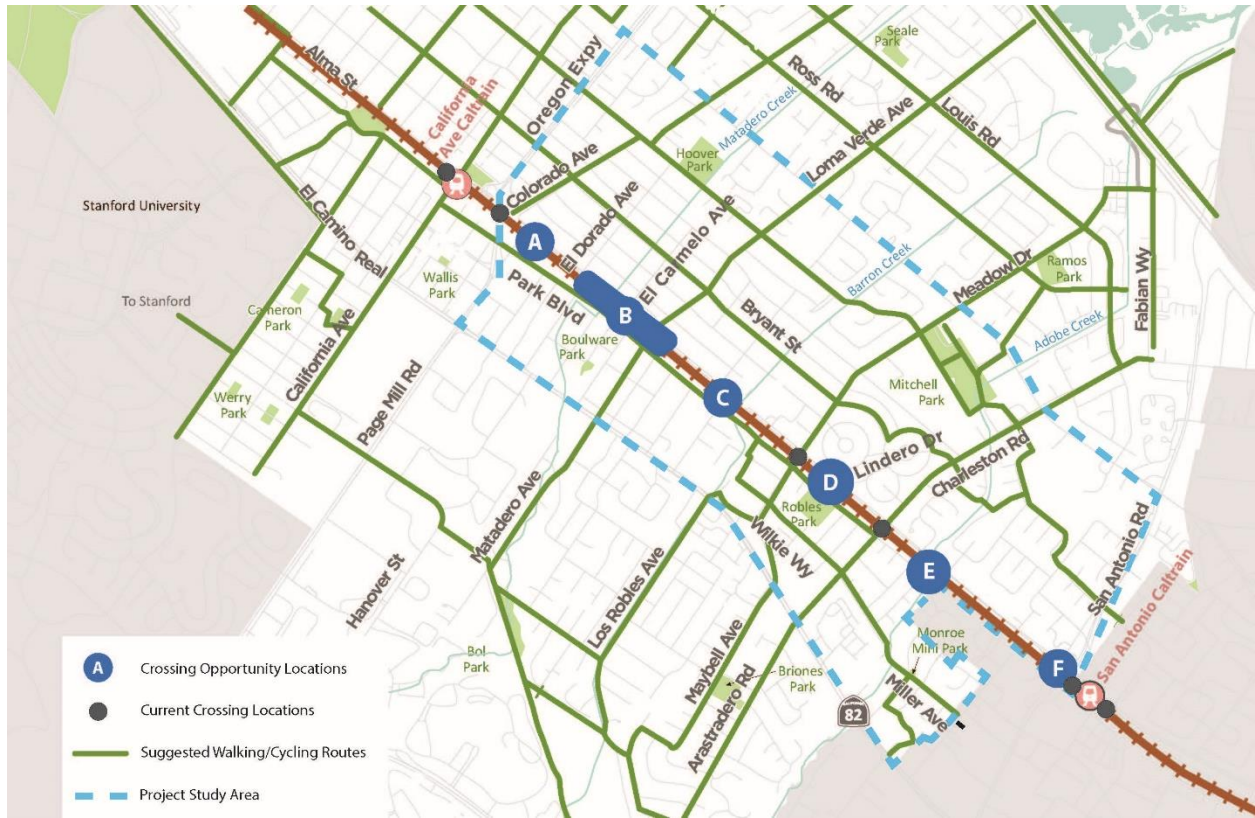 Alma St
California
Ave Caltrain
Oregon Expy
Seale
Park
Ross Rd
Matadero Creek
Louis Rd
Loma Verde Ave
Hoover
Park
Colorado Ave
Stanford University
El Camino Real
A
El Dorado Ave
El Carmelo Ave
Wallis
Park
Park Blvd
To Stanford
Cameron
Park
California Ave
B
Barron Creek
Meadow Dr
Ramos
Park
Fabian Wy
Bryant St
Adobe Creek
Boulware
Park
Werry
Park
Page Mill Rd
C
Mitchell
Park
Lindero Dr
Charleston Rd
D
Robles
Park
Matadero Ave
Wilkie Wy
San Antonio Rd
Hanover St
E
Los Robles Ave
San Antonio Caltrain
Monroe
Mini Park
Bol
Park
Maybell Ave
Briones
Park
F
Miller Ave
Arastradero Rd
CALIFORNIA
82
A
Crossing Opportunity Locations
Current Crossing Locations
Suggested Walking/Cycling Routes
Project Study Area